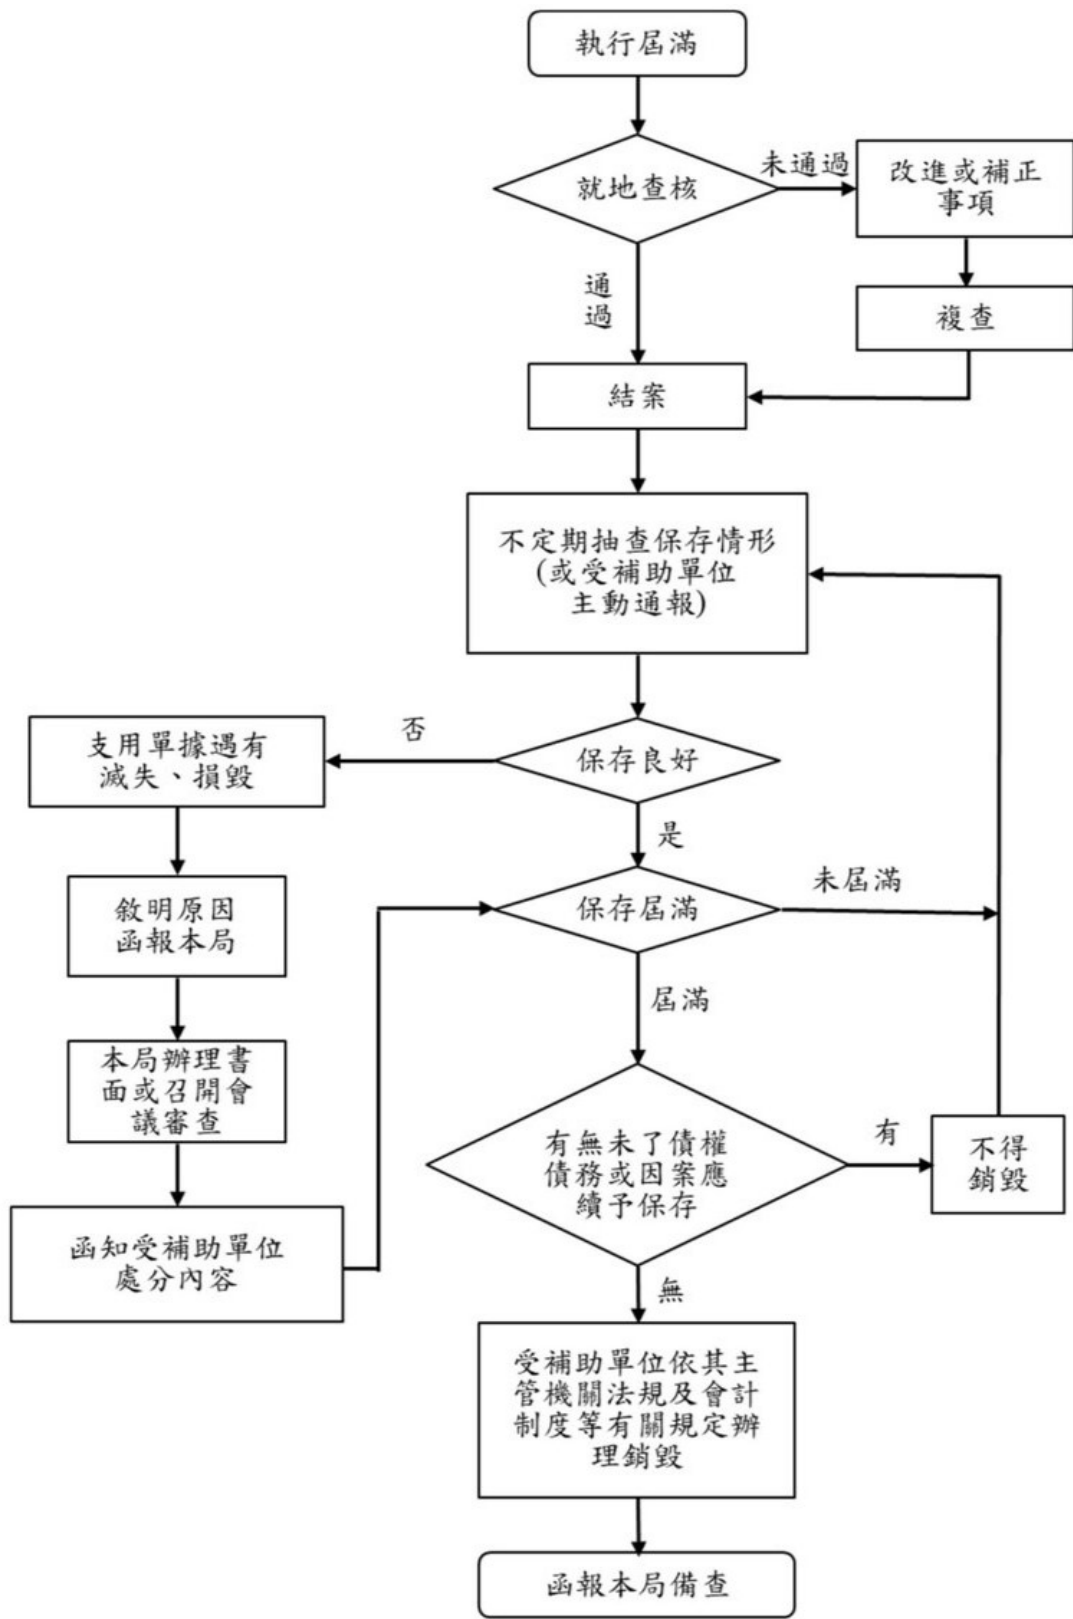 執行屆滿
就地查核
未通過
改進或補正
事項
複查
通
過
結案
不定期抽查保存情形
(或受補助單位
主動通報)
保存良好
否
支用單據遇有
滅失、損毀
敘明原因
函報本局
本局辦理書
面或召開會
議審查
函知受補助單位
處分內容
是
保存屆滿
未屆滿
屆滿
有無未了債權
債務或因案應
續予保存
有
不得
銷毀
無
受補助單位依其主
管機關法規及會計
制度等有關規定辦
理銷毀
函報本局備查